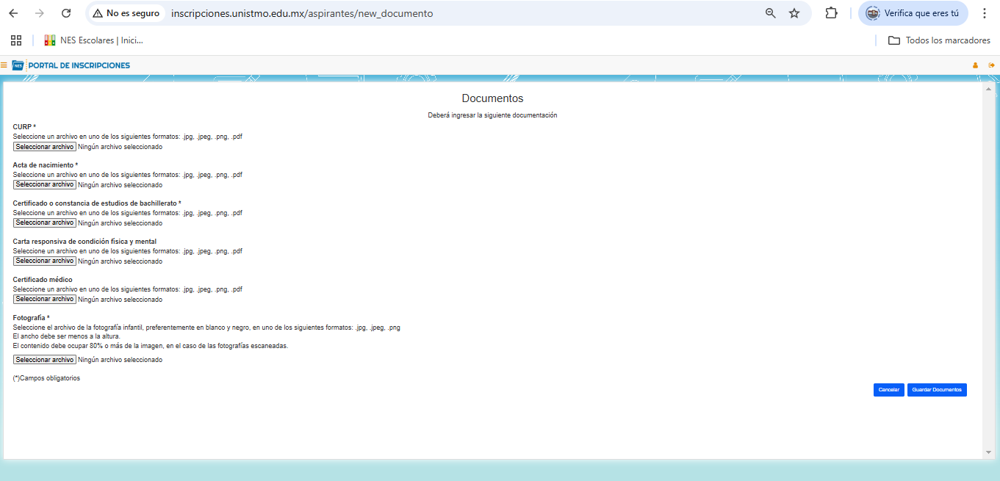 No es seguro
inscripciones.unistmo.edu.mx/aspirantes/new_documento
Verifica que eres tú
NES Escolares | Inici...
Todos los marcadores
NES
PORTAL DE INSCRIPCIONES
Documentos
Deberá ingresar la siguiente documentación
CURP *
Seleccione un archivo en uno de los siguientes formatos: .jpg, .jpeg, .png, .pdf
Seleccionar archivo Ningún archivo seleccionado
Acta de nacimiento *
Seleccione un archivo en uno de los siguientes formatos: .jpg, .jpeg, .png, .pdf
Seleccionar archivo Ningún archivo seleccionado
Certificado o constancia de estudios de bachillerato *
Seleccione un archivo en uno de los siguientes formatos: .jpg, .jpeg, .png, .pdf
Seleccionar archivo Ningún archivo seleccionado
Carta responsiva de condición física y mental
Seleccione un archivo en uno de los siguientes formatos: .jpg, .jpeg, .png, .pdf
Seleccionar archivo Ningún archivo seleccionado
Certificado médico
Seleccione un archivo en uno de los siguientes formatos: .jpg, .jpeg, .png, .pdf
Seleccionar archivo Ningún archivo seleccionado
Fotografía *
Seleccione el archivo de la fotografía infantil, preferentemente en blanco y negro, en uno de los siguientes formatos: .jpg, .jpeg, .png
El ancho debe ser menos a la altura.
El contenido debe ocupar 80% o más de la imagen, en el caso de las fotografías escaneadas.
Seleccionar archivo Ningún archivo seleccionado
(*)Campos obligatorios
Cancelar
Guardar Documentos